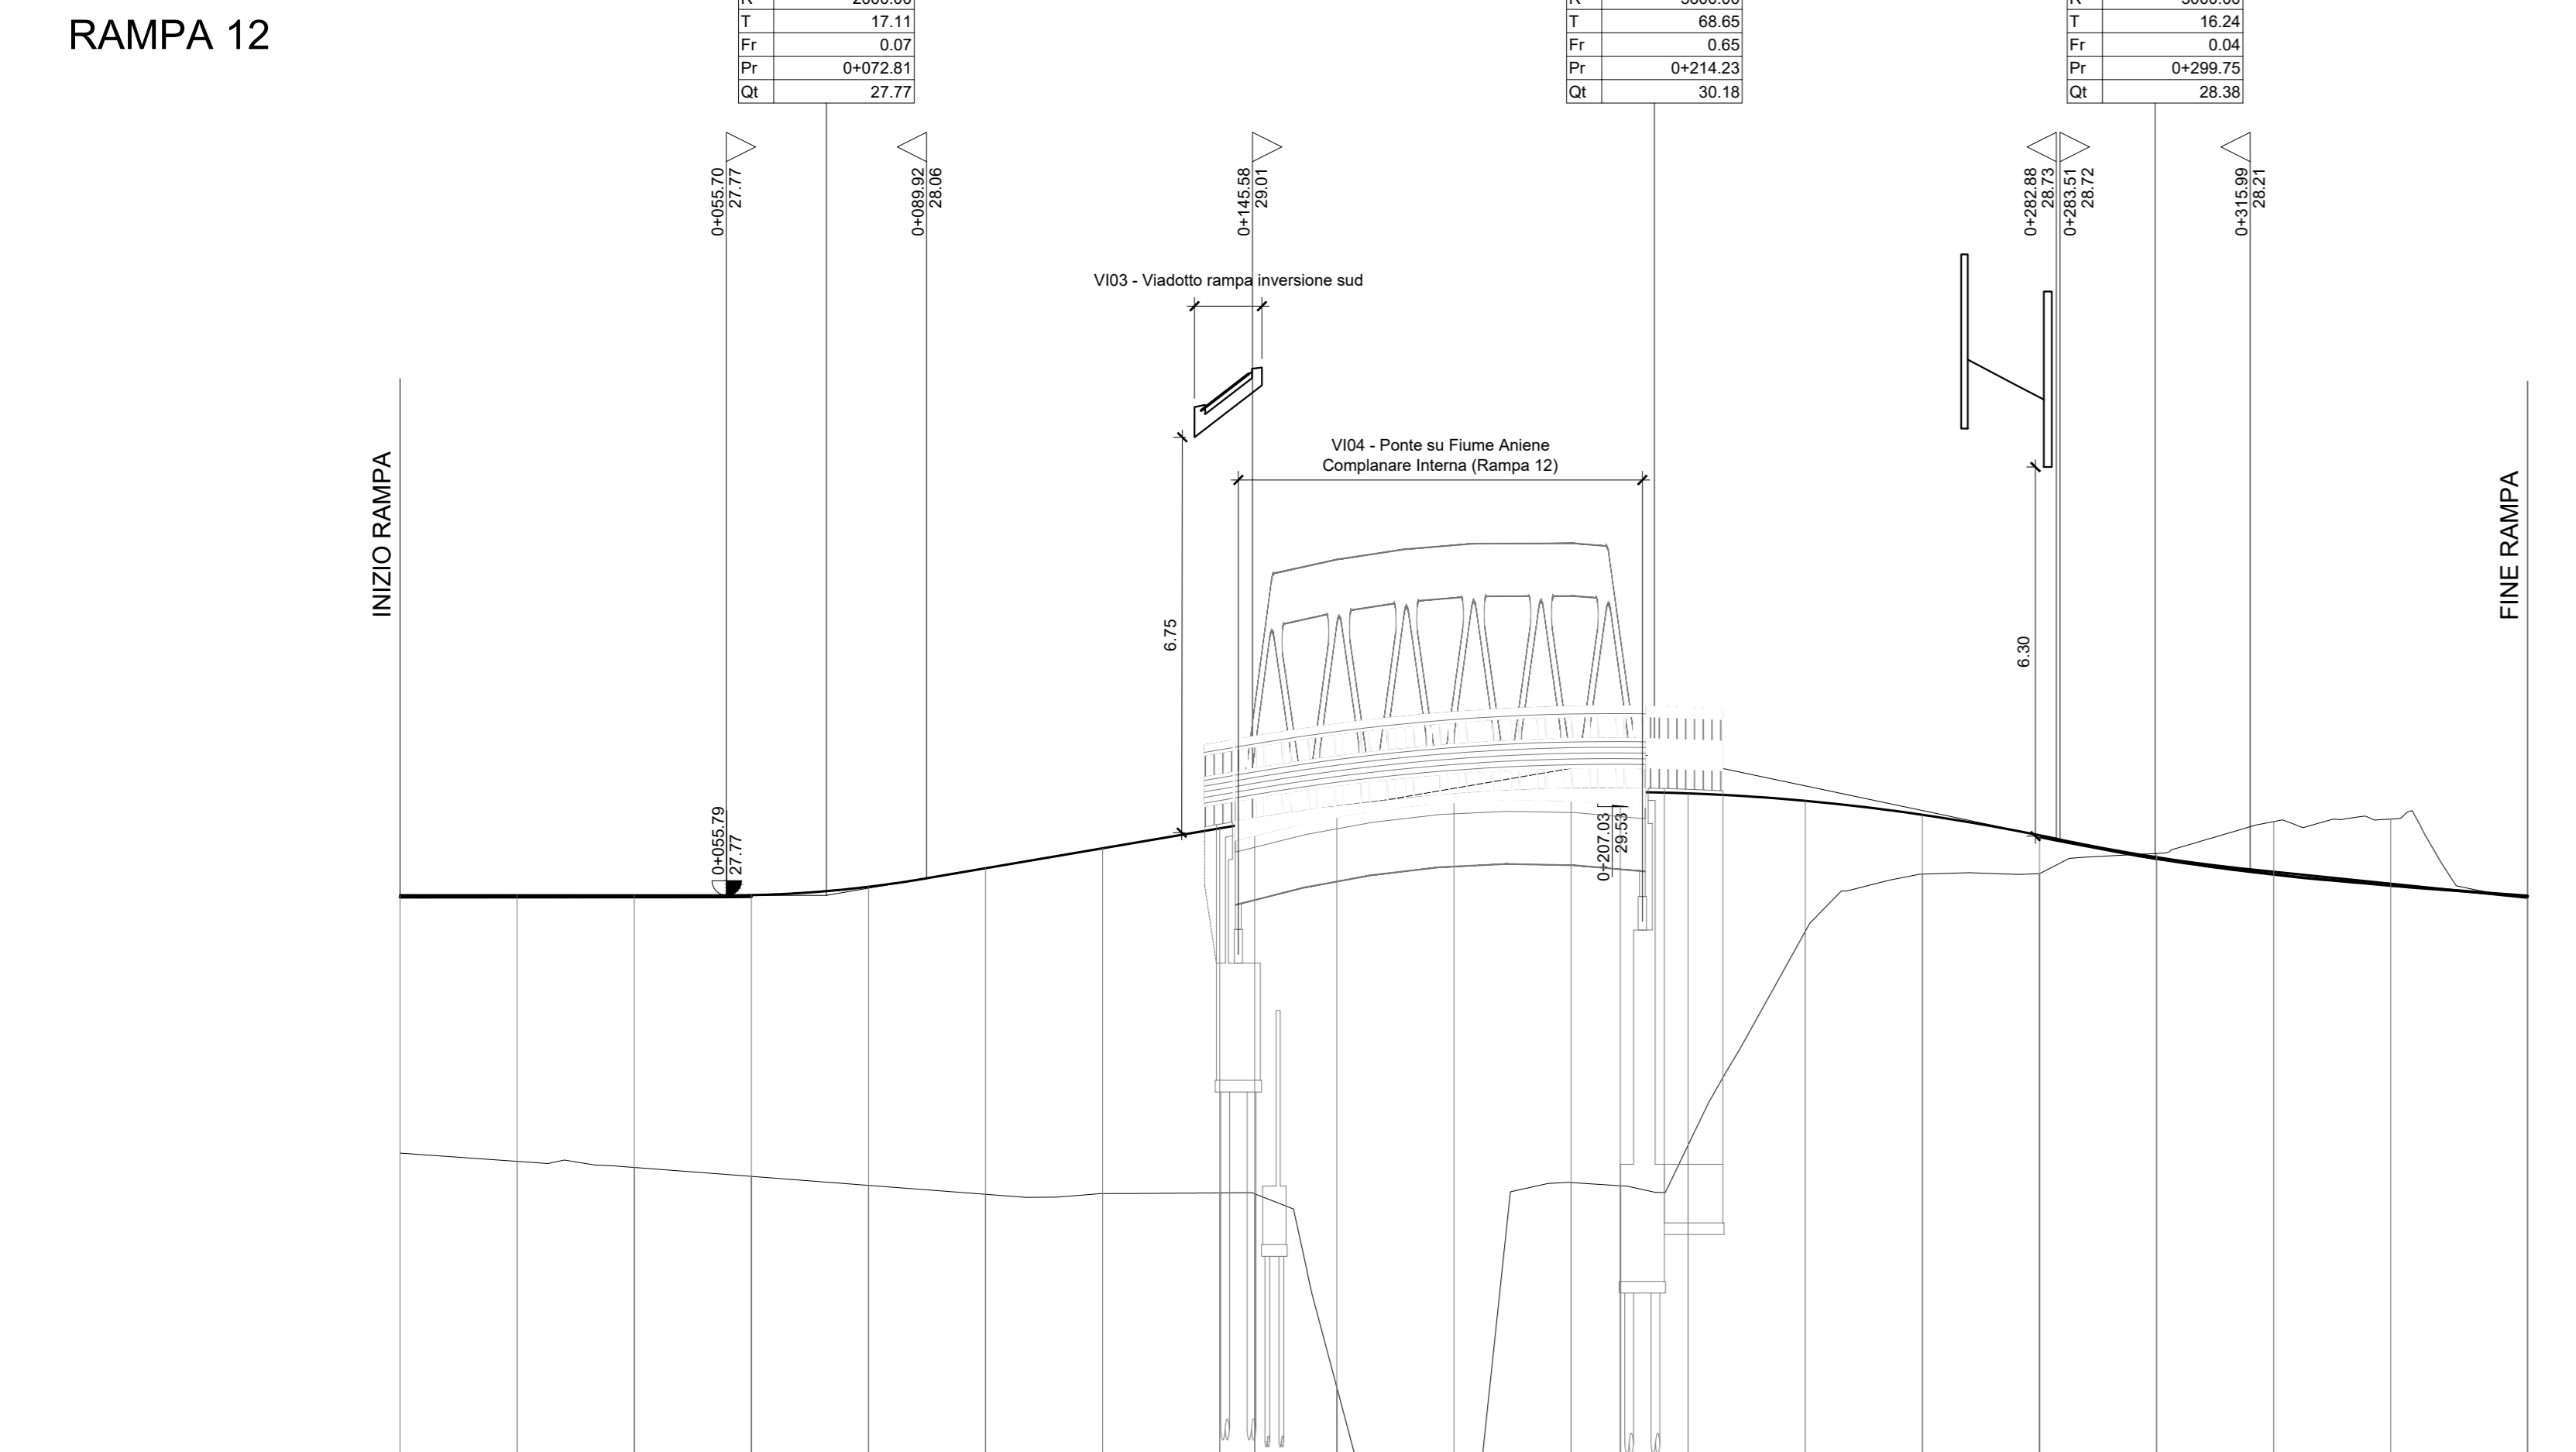 RAMPA 12
T 17.11
Fr 0.07
Pr 0+072.81
Qt 27.77
T 68.65
Fr 0.65
Pr 0+214.23
Qt 30.18
T 16.24
Fr 0.04
Pr 0+299.75
Qt 28.38
0+055.70
27.77
0+089.92
28.06
0+145.58
29.01
0+282.88
28.73
0+283.51
28.72
0+315.99
28.21
VI03 - Viadotto rampa inversione sud
VI04 - Ponte su Fiume Aniene
Complanare Interna (Rampa 12)
INIZIO RAMPA
FINE RAMPA
6.75
6.30
0+055.79
27.77
0+207.03
29.53